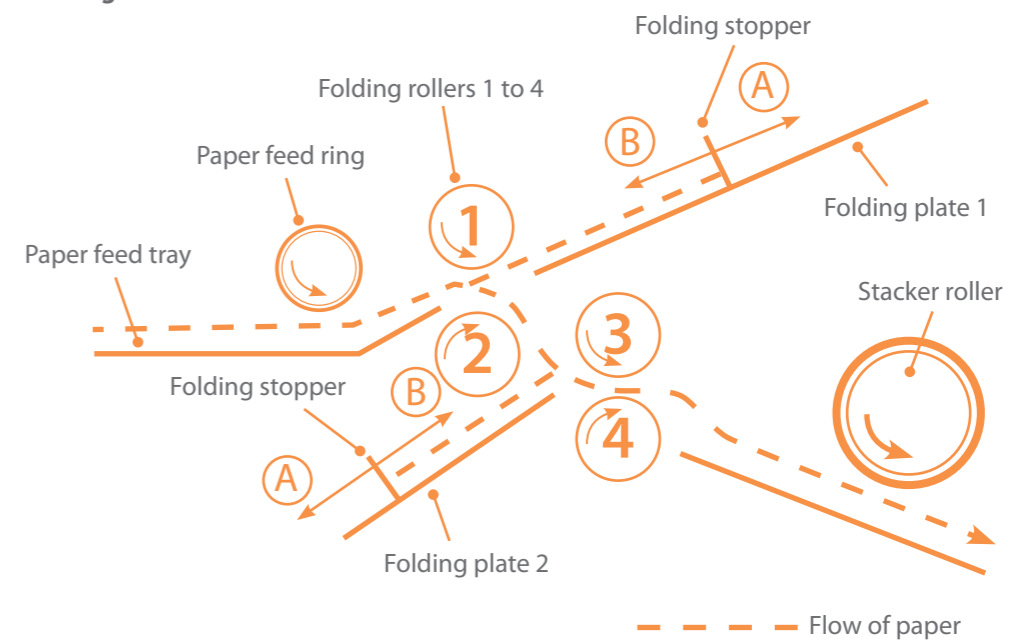 Folding stopper
Folding rollers 1 to 4
A
B
Paper feed ring
1
Folding plate 1
Paper feed tray
Stacker roller
3
2
Folding stopper
B
4
A
Folding plate 2
Flow of paper